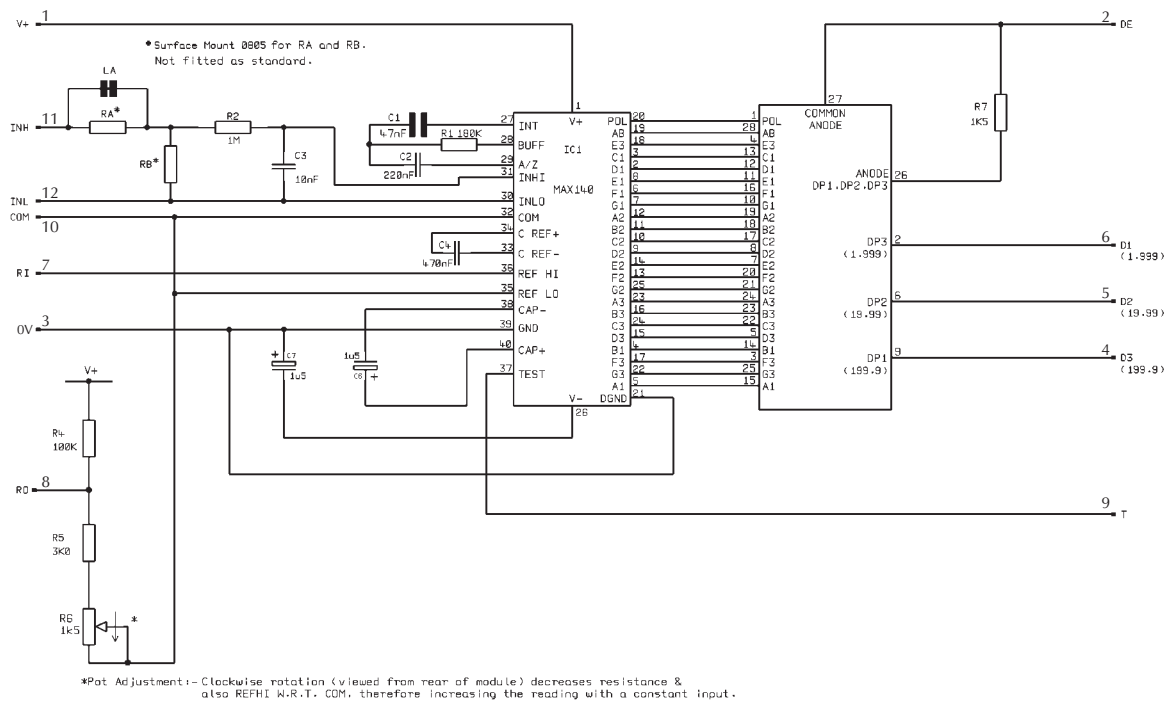 V+ 1
2 DE
* Surface Mount 0805 for RA and RB.
Not fitted as standard.
LA
RA*
INH 11
R2
1M
RB*
C3
10nF
INL 12
COM
10
RI 7
0V 3
C1
47nF
R1 180K
C2
220nF
C4
470nF
+ C7
1u5
1u5
C6 +
1
V+
IC1
MAX140
27 INT
28 BUFF
29 A/Z
31 INHI
30 INLO
32 COM
34 C REF+
33 C REF-
36 REF HI
35 REF LO
38 CAP-
39 GND
40 CAP+
37 TEST
V-
26
POL 20
AB 19
E3 18
C1 3
D1 2
E1 8
F1 6
G1 7
A2 12
B2 11
C2 10
D2 9
E2 14
F2 13
G2 25
A3 23
B3 16
C3 24
D3 15
B1 4
F3 17
G3 22
A1 5
DGND 21
27
COMMON
ANODE
1 POL
28 AB
4 E3
13 C1
12 D1
11 E1
16 F1
10 G1
19 A2
18 B2
17 C2
8 D2
7 E2
20 F2
21 G2
24 A3
23 B3
22 C3
5 D3
14 B1
3 F3
25 G3
15 A1
R7
1K5
ANODE 26
DP1.DP2.DP3
DP3 2
(1.999)
DP2 6
(19.99)
DP1 9
(199.9)
6 D1
(1.999)
5 D2
(19.99)
4 D3
(199.9)
9 T
V+
R4
100K
RO 8
R5
3K0
R6
1k5
*
*Pot Adjustment:- Clockwise rotation (viewed from rear of module) decreases resistance &
also REFHI W.R.T. COM. therefore increasing the reading with a constant input.